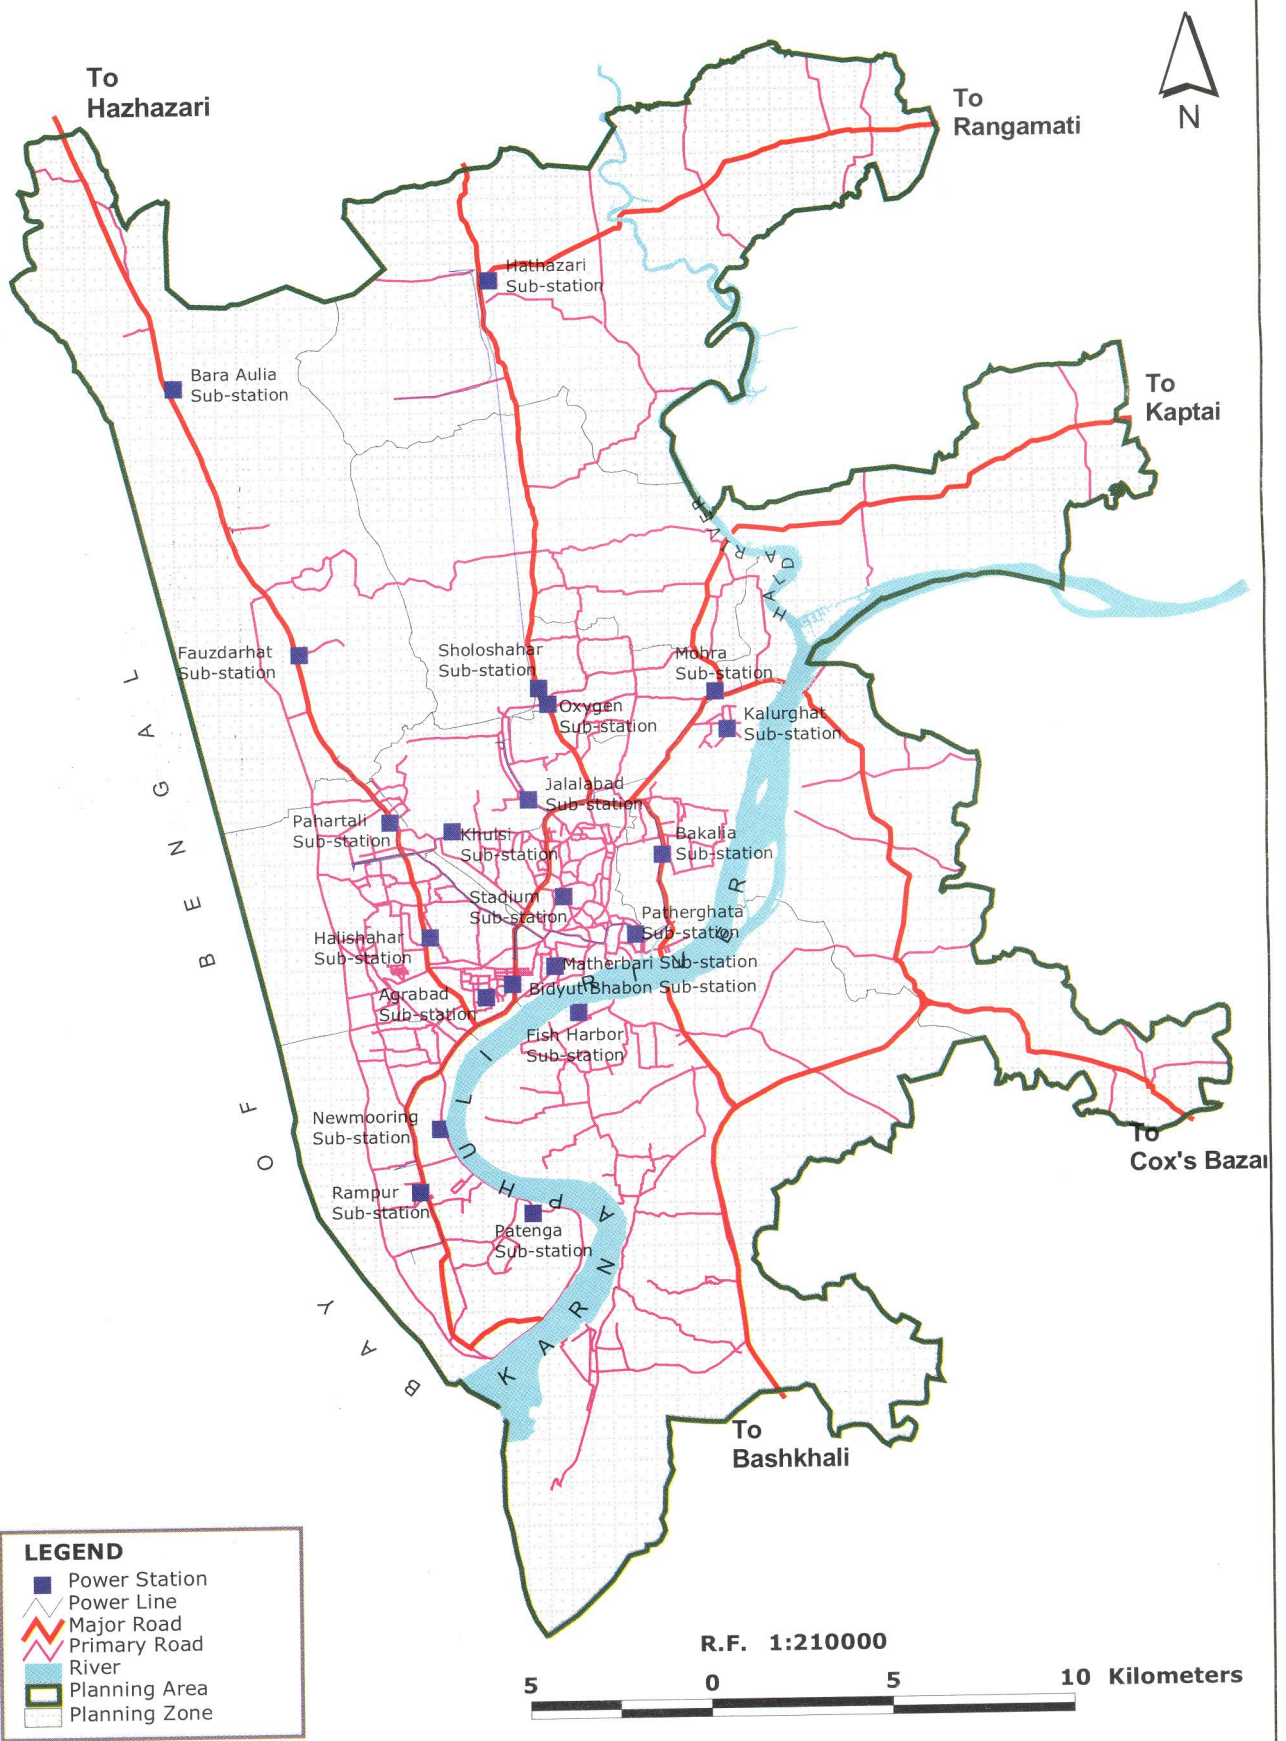 To
Hazhazari
To
Rangamati
N
Hathazari
Sub-station
Bara Aulia
Sub-station
To
Kaptai
HALDA RIVER
Fauzdarhat
Sub-station
Sholoshahar
Sub-station
Mohra
Sub-station
Oxygen
Sub-station
Kalurghat
Sub-station
Jalalabad
Sub-station
Pahartali
Sub-station
Khulsi
Sub-station
Bakalia
Sub-station
Stadium
Sub-station
Patherghata
Sub-station
Halishahar
Sub-station
Matherbari Sub-station
Bidyut Bhabon Sub-station
Agrabad
Sub-station
Fish Harbor
Sub-station
Newmooring
Sub-station
Rampur
Sub-station
Patenga
Sub-station
BAY OF BENGAL
KARNAPHULI RIVER
To
Cox's Bazar
To
Bashkhali
LEGEND
Power Station
Power Line
Major Road
Primary Road
River
Planning Area
Planning Zone
R.F. 1:210000
5 0 5 10 Kilometers